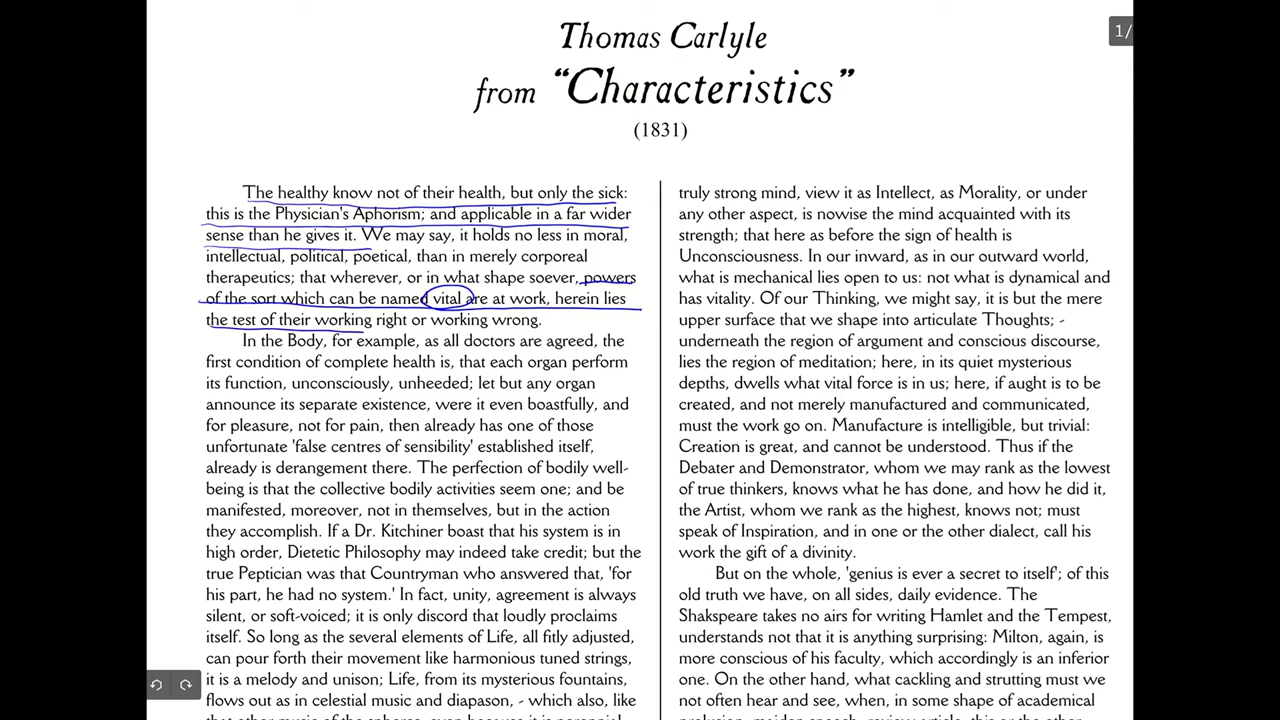 Thomas Carlyle
from “Characteristics”
(1831)
1/
The healthy know not of their health, but only the sick:
this is the Physician's Aphorism; and applicable in a far wider
sense than he gives it. We may say, it holds no less in moral,
intellectual, political, poetical, than in merely corporeal
therapeutics; that wherever, or in what shape soever, powers
of the sort which can be named vital are at work, herein lies
the test of their working right or working wrong.
In the Body, for example, as all doctors are agreed, the
first condition of complete health is, that each organ perform
its function, unconsciously, unheeded; let but any organ
announce its separate existence, were it even boastfully, and
for pleasure, not for pain, then already has one of those
unfortunate 'false centres of sensibility' established itself,
already is derangement there. The perfection of bodily well-
being is that the collective bodily activities seem one; and be
manifested, moreover, not in themselves, but in the action
they accomplish. If a Dr. Kitchiner boast that his system is in
high order, Dietetic Philosophy may indeed take credit; but the
true Peptician was that Countryman who answered that, 'for
his part, he had no system.' In fact, unity, agreement is always
silent, or soft-voiced; it is only discord that loudly proclaims
itself. So long as the several elements of Life, all fitly adjusted,
can pour forth their movement like harmonious tuned strings,
it is a melody and unison; Life, from its mysterious fountains,
flows out as in celestial music and diapason, - which also, like
that other music of the spheres, even because it is perennial
truly strong mind, view it as Intellect, as Morality, or under
any other aspect, is nowise the mind acquainted with its
strength; that here as before the sign of health is
Unconsciousness. In our inward, as in our outward world,
what is mechanical lies open to us: not what is dynamical and
has vitality. Of our Thinking, we might say, it is but the mere
upper surface that we shape into articulate Thoughts; -
underneath the region of argument and conscious discourse,
lies the region of meditation; here, in its quiet mysterious
depths, dwells what vital force is in us; here, if aught is to be
created, and not merely manufactured and communicated,
must the work go on. Manufacture is intelligible, but trivial:
Creation is great, and cannot be understood. Thus if the
Debater and Demonstrator, whom we may rank as the lowest
of true thinkers, knows what he has done, and how he did it,
the Artist, whom we rank as the highest, knows not; must
speak of Inspiration, and in one or the other dialect, call his
work the gift of a divinity.
But on the whole, 'genius is ever a secret to itself'; of this
old truth we have, on all sides, daily evidence. The
Shakspeare takes no airs for writing Hamlet and the Tempest,
understands not that it is anything surprising: Milton, again, is
more conscious of his faculty, which accordingly is an inferior
one. On the other hand, what cackling and strutting must we
not often hear and see, when, in some shape of academical
prolusion, maiden speech, review article, this or the other